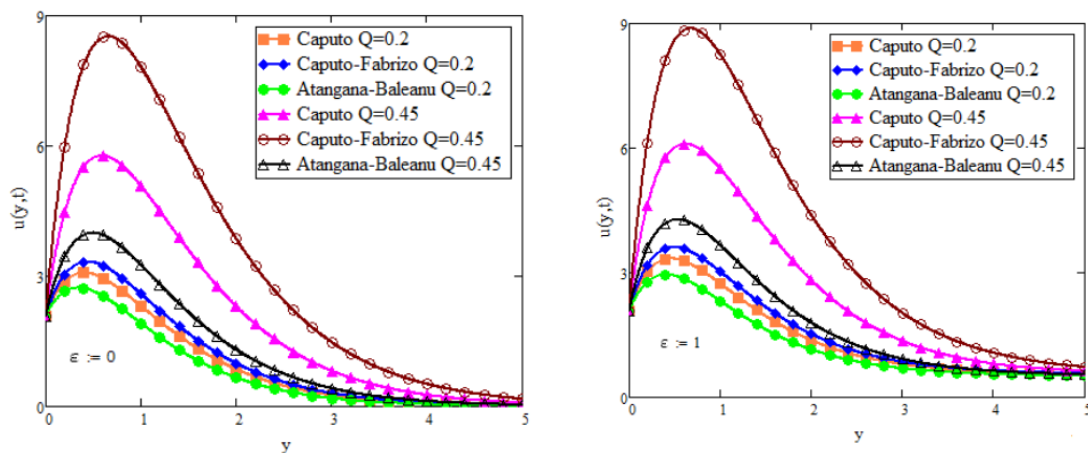 9
6
3
0
u(y,t)
Caputo Q=0.2
Caputo-Fabrizo Q=0.2
Atangana-Baleanu Q=0.2
Caputo Q=0.45
Caputo-Fabrizo Q=0.45
Atangana-Baleanu Q=0.45
ε := 0
0 1 2 3 4 5
y
9
6
3
0
u(y,t)
Caputo Q=0.2
Caputo-Fabrizo Q=0.2
Atangana-Baleanu Q=0.2
Caputo Q=0.45
Caputo-Fabrizo Q=0.45
Atangana-Baleanu Q=0.45
ε := 1
0 1 2 3 4 5
y